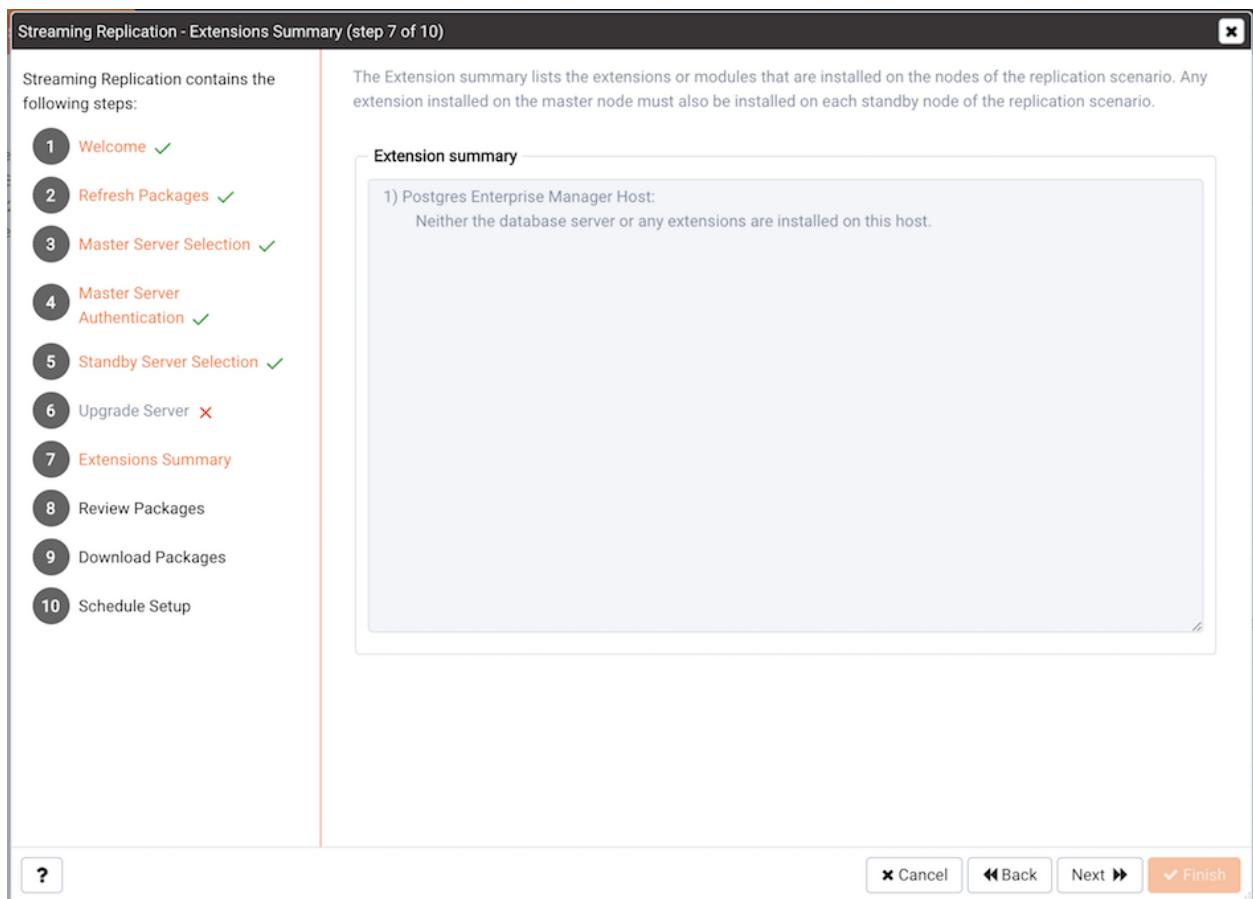 Streaming Replication - Extensions Summary (step 7 of 10)
Streaming Replication contains the
following steps:
1 Welcome
2 Refresh Packages
3 Master Server Selection
4 Master Server
Authentication
5 Standby Server Selection
6 Upgrade Server
7 Extensions Summary
8 Review Packages
9 Download Packages
10 Schedule Setup
The Extension summary lists the extensions or modules that are installed on the nodes of the replication scenario. Any
extension installed on the master node must also be installed on each standby node of the replication scenario.
Extension summary
1) Postgres Enterprise Manager Host:
Neither the database server or any extensions are installed on this host.
?
Cancel
Back
Next
Finish